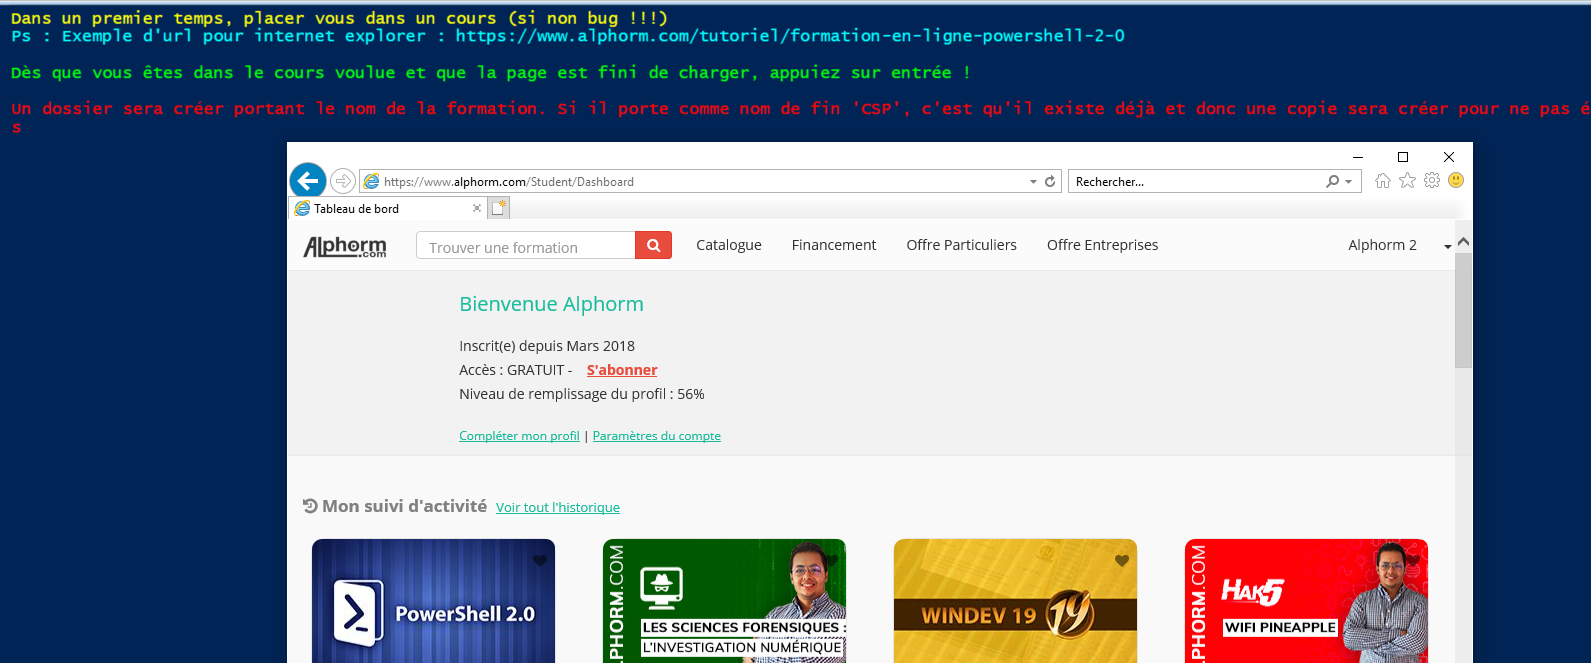 Dans un premier temps, placer vous dans un cours (si non bug !!!)
Ps : Exemple d'url pour internet explorer : https://www.alphorm.com/tutoriel/formation-en-ligne-powershell-2-0
Dès que vous êtes dans le cours voulue et que la page est fini de charger, appuiez sur entrée !
Un dossier sera créer portant le nom de la formation. Si il porte comme nom de fin 'CSP', c'est qu'il existe déjà et donc une copie sera créer pour ne pas é
s
https://www.alphorm.com/Student/Dashboard
Rechercher...
Tableau de bord
Alphorm.com
Trouver une formation
Catalogue
Financement
Offre Particuliers
Offre Entreprises
Alphorm 2
Bienvenue Alphorm
Inscrit(e) depuis Mars 2018
Accès : GRATUIT - S'abonner
Niveau de remplissage du profil : 56%
Compléter mon profil | Paramètres du compte
Mon suivi d'activité Voir tout l'historique
PowerShell 2.0
LPHORM.COM
LES SCIENCES FORENSIQUES :
L'INVESTIGATION NUMÉRIQUE
WINDEV 19
19
LPHORM.COM
HAK5
WIFI PINEAPPLE